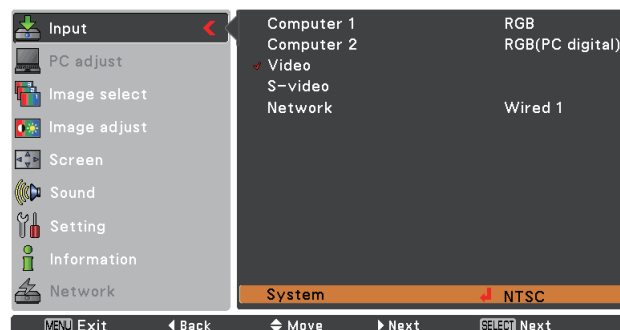 Input
PC adjust
Image select
Image adjust
Screen
Sound
Setting
Information
Network
Computer 1 RGB
Computer 2 RGB(PC digital)
Video
S-video
Network Wired 1
System NTSC
MENU Exit Back Move Next SELECT Next